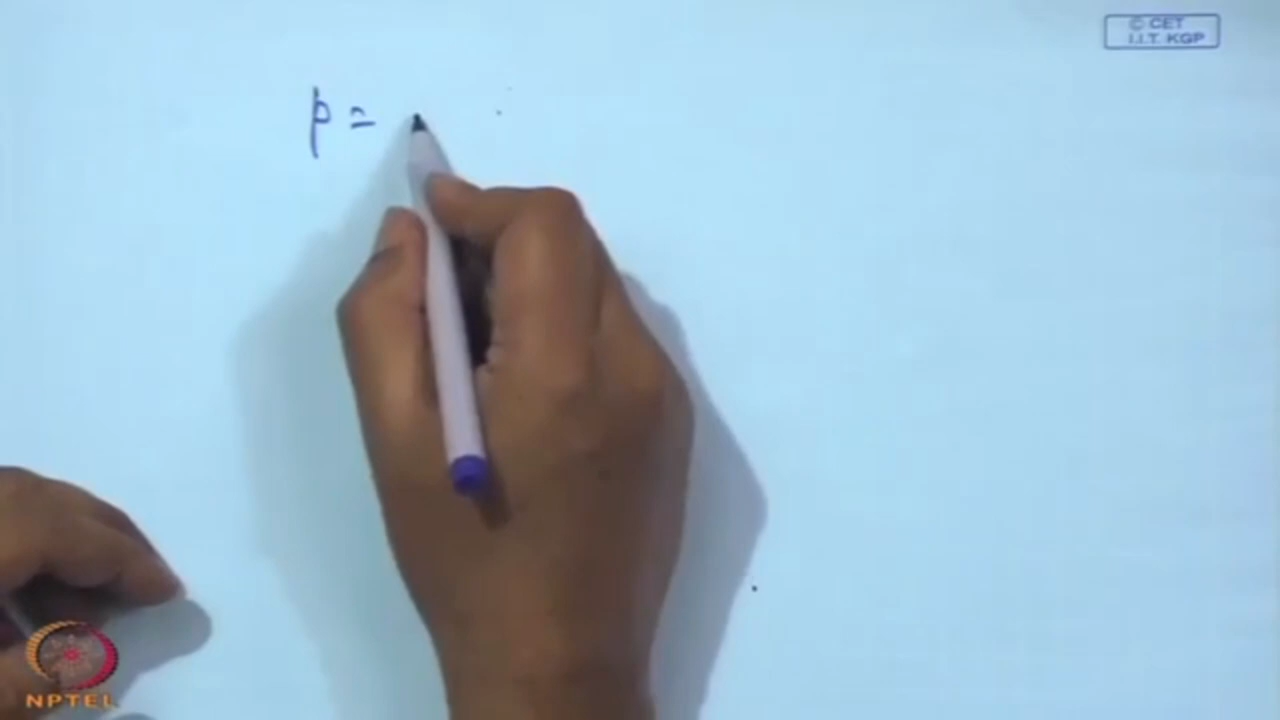 © CET
I.I.T. KGP
p =
NPTEL